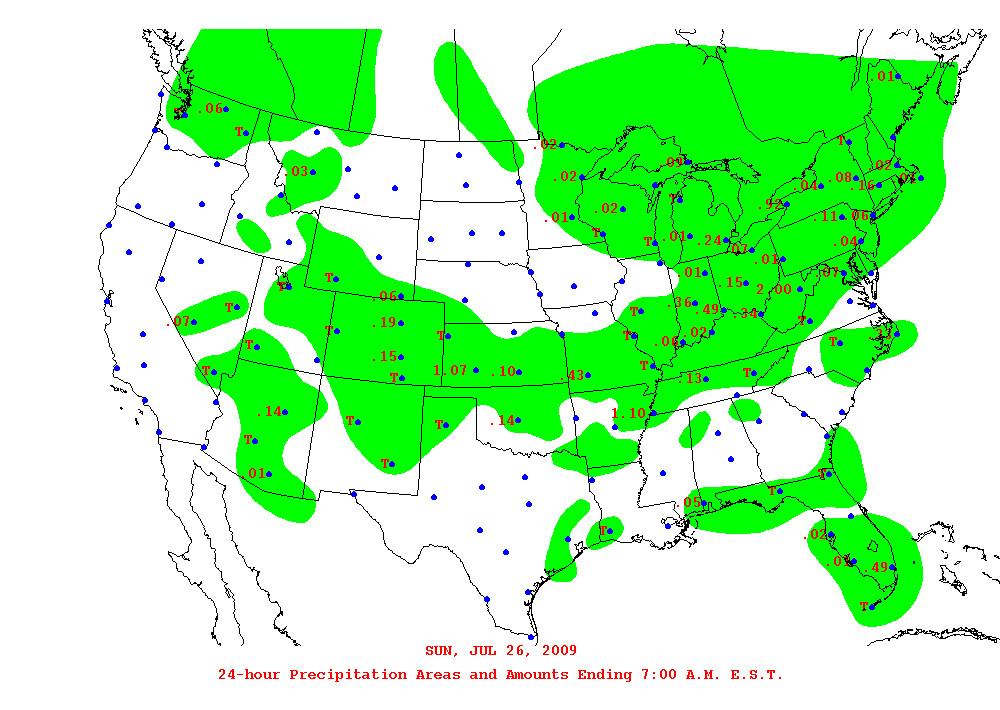 .01
.06
T
T
T
.02
.09
.03
.02
.08
.02
.04
.16
.01
.02
T
.92
.01
.11
.06
T
T
.01
.24
.04
.07
.01
.01
.07
T
.15
T
2.00
.06
.36
T
T
.49
.34
.07
.19
T
T
T
.02
T
T
.06
T
.15
T
1.07
.10
.43
T
T
T
.13
.14
1.10
T
T
.14
T
T
.01
T
T
.05
T
.02
.49
T
SUN, JUL 26, 2009
24-hour Precipitation Areas and Amounts Ending 7:00 A.M. E.S.T.